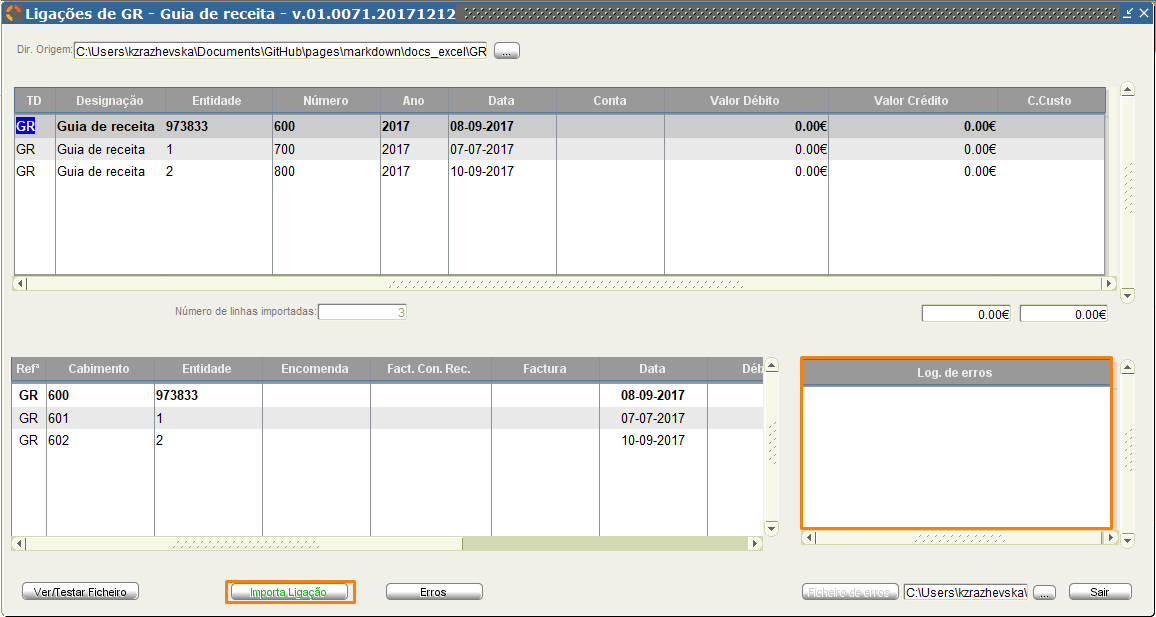 Ligações de GR - Guia de receita - v.01.0071.20171212
Dir. Origem: C:\Users\kzrazhevska\Documents\GitHub\pages\markdown\docs_excel\GR ...
TD Designação Entidade Número Ano Data Conta Valor Débito Valor Crédito C.Custo
GR Guia de receita 973833 600 2017 08-09-2017 0.00€ 0.00€
GR Guia de receita 1 700 2017 07-07-2017 0.00€ 0.00€
GR Guia de receita 2 800 2017 10-09-2017 0.00€ 0.00€
Número de linhas importadas: 3 0.00€ 0.00€
Refª Cabimento Entidade Encomenda Fact. Con. Rec. Factura Data Déb
GR 600 973833 08-09-2017
GR 601 1 07-07-2017
GR 602 2 10-09-2017
Log. de erros
Ver/Testar Ficheiro Importa Ligação Erros Ficheiro de erros C:\Users\kzrazhevska\ ... Sair